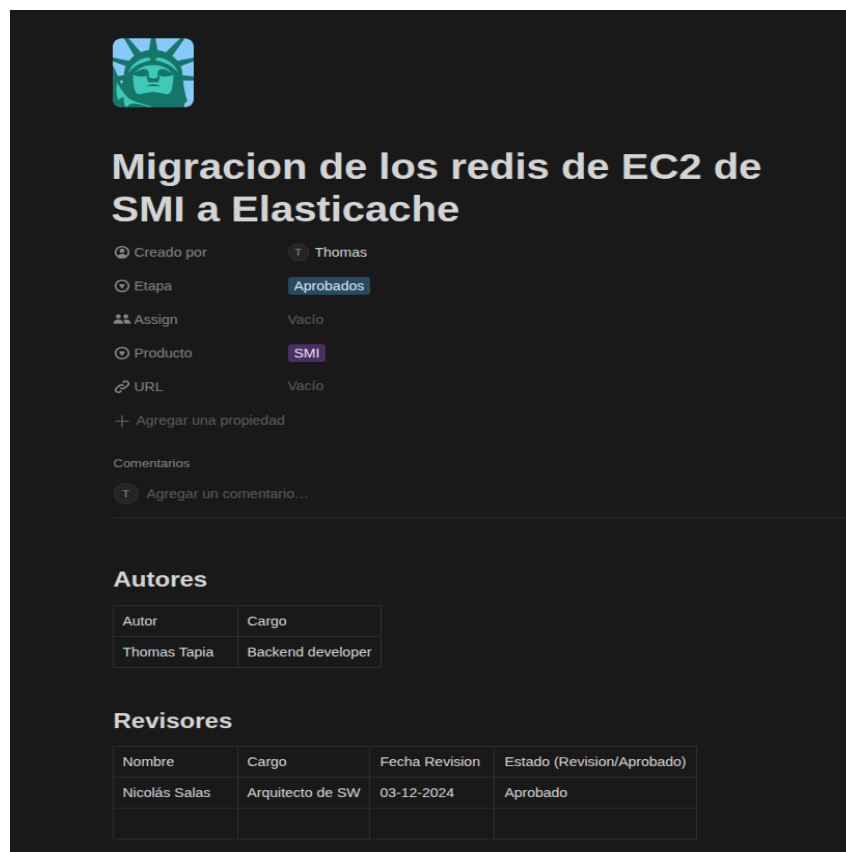 Migracion de los redis de EC2 de
SMI a Elasticache
Creado por T Thomas
Etapa Aprobados
Assign Vacío
Producto SMI
URL Vacío
Agregar una propiedad
Comentarios
T Agregar un comentario…
Autores
Autor Cargo
Thomas Tapia Backend developer
Revisores
Nombre Cargo Fecha Revision Estado (Revision/Aprobado)
Nicolás Salas Arquitecto de SW 03-12-2024 Aprobado